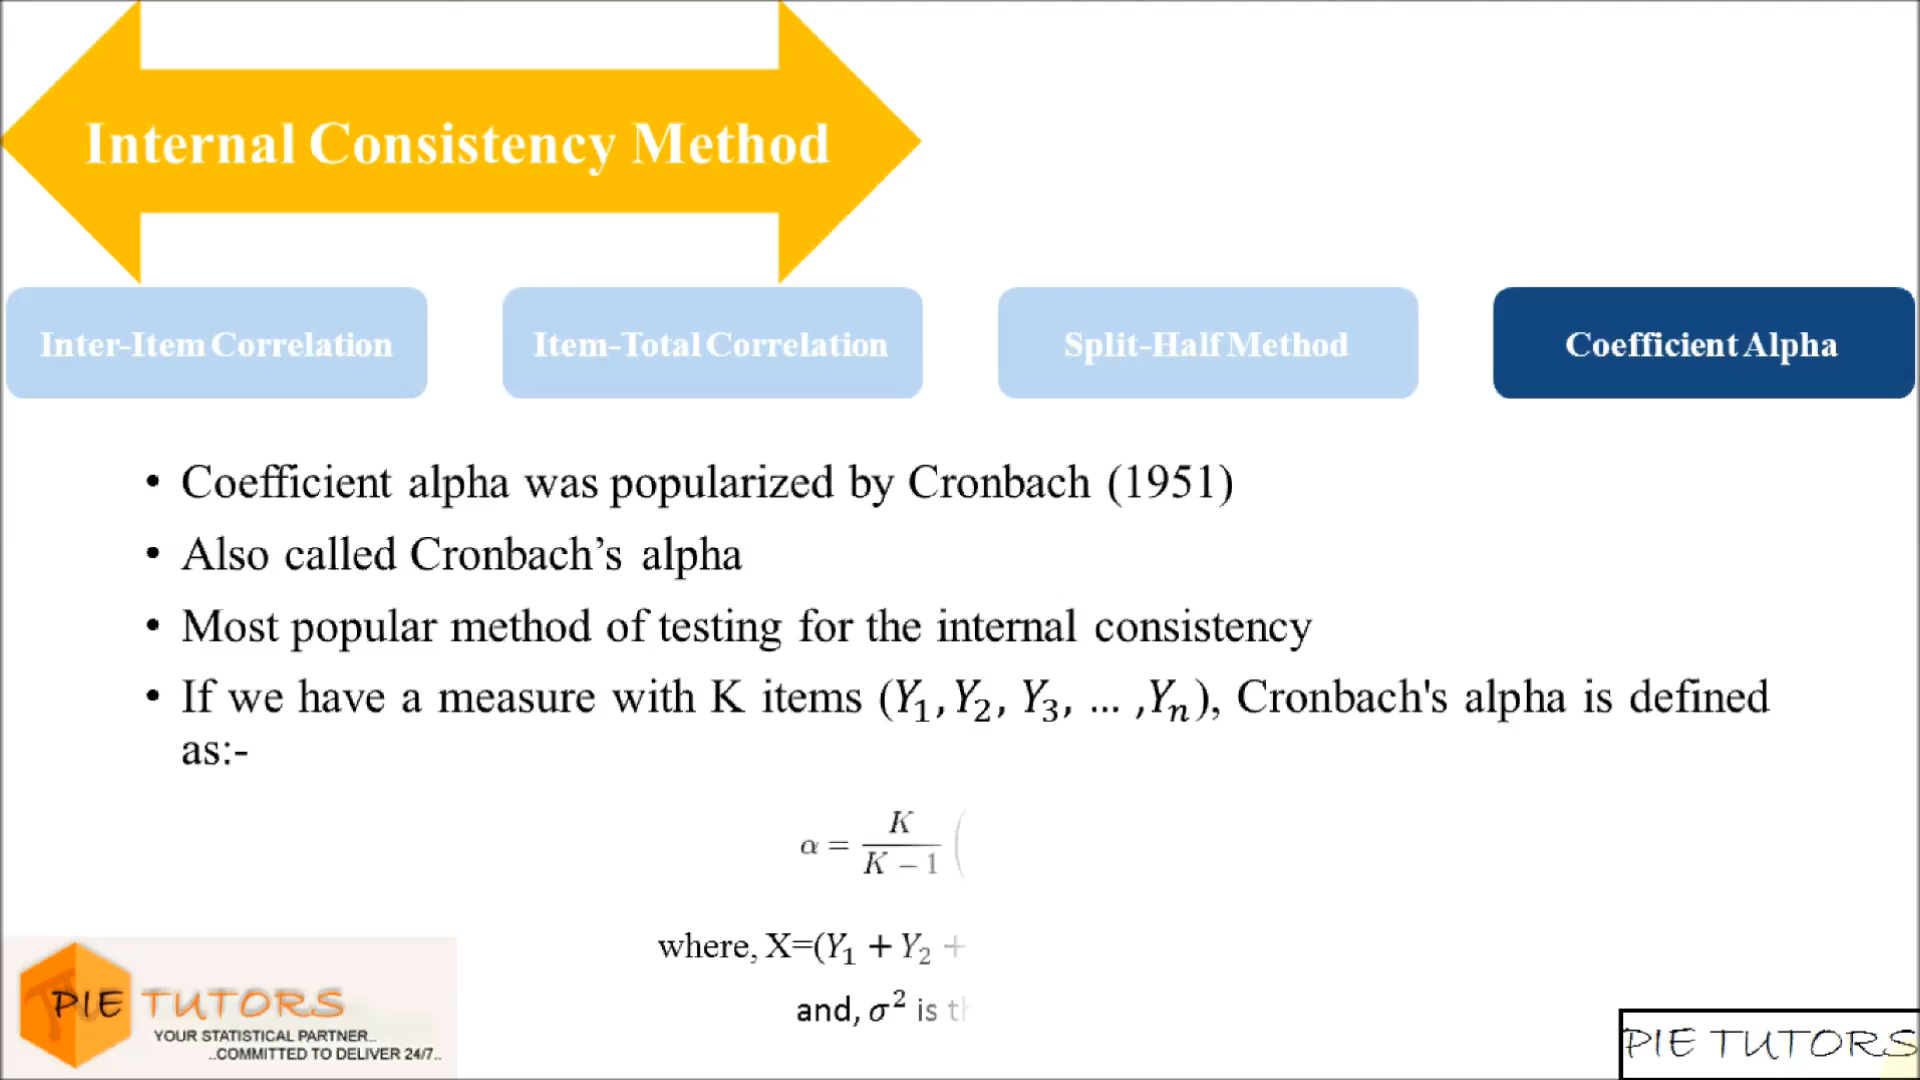 Internal Consistency Method
Inter-Item Correlation
Item-Total Correlation
Split-Half Method
Coefficient Alpha
• Coefficient alpha was popularized by Cronbach (1951)
• Also called Cronbach’s alpha
• Most popular method of testing for the internal consistency
• If we have a measure with K items (Y₁, Y₂, Y₃, … ,Yₙ), Cronbach's alpha is defined
as:-
α = K / (K − 1) (
where, X=(Y₁ + Y₂ +
and, σ² is th
PIE TUTORS
YOUR STATISTICAL PARTNER..
..COMMITTED TO DELIVER 24/7..
PIE TUTORS